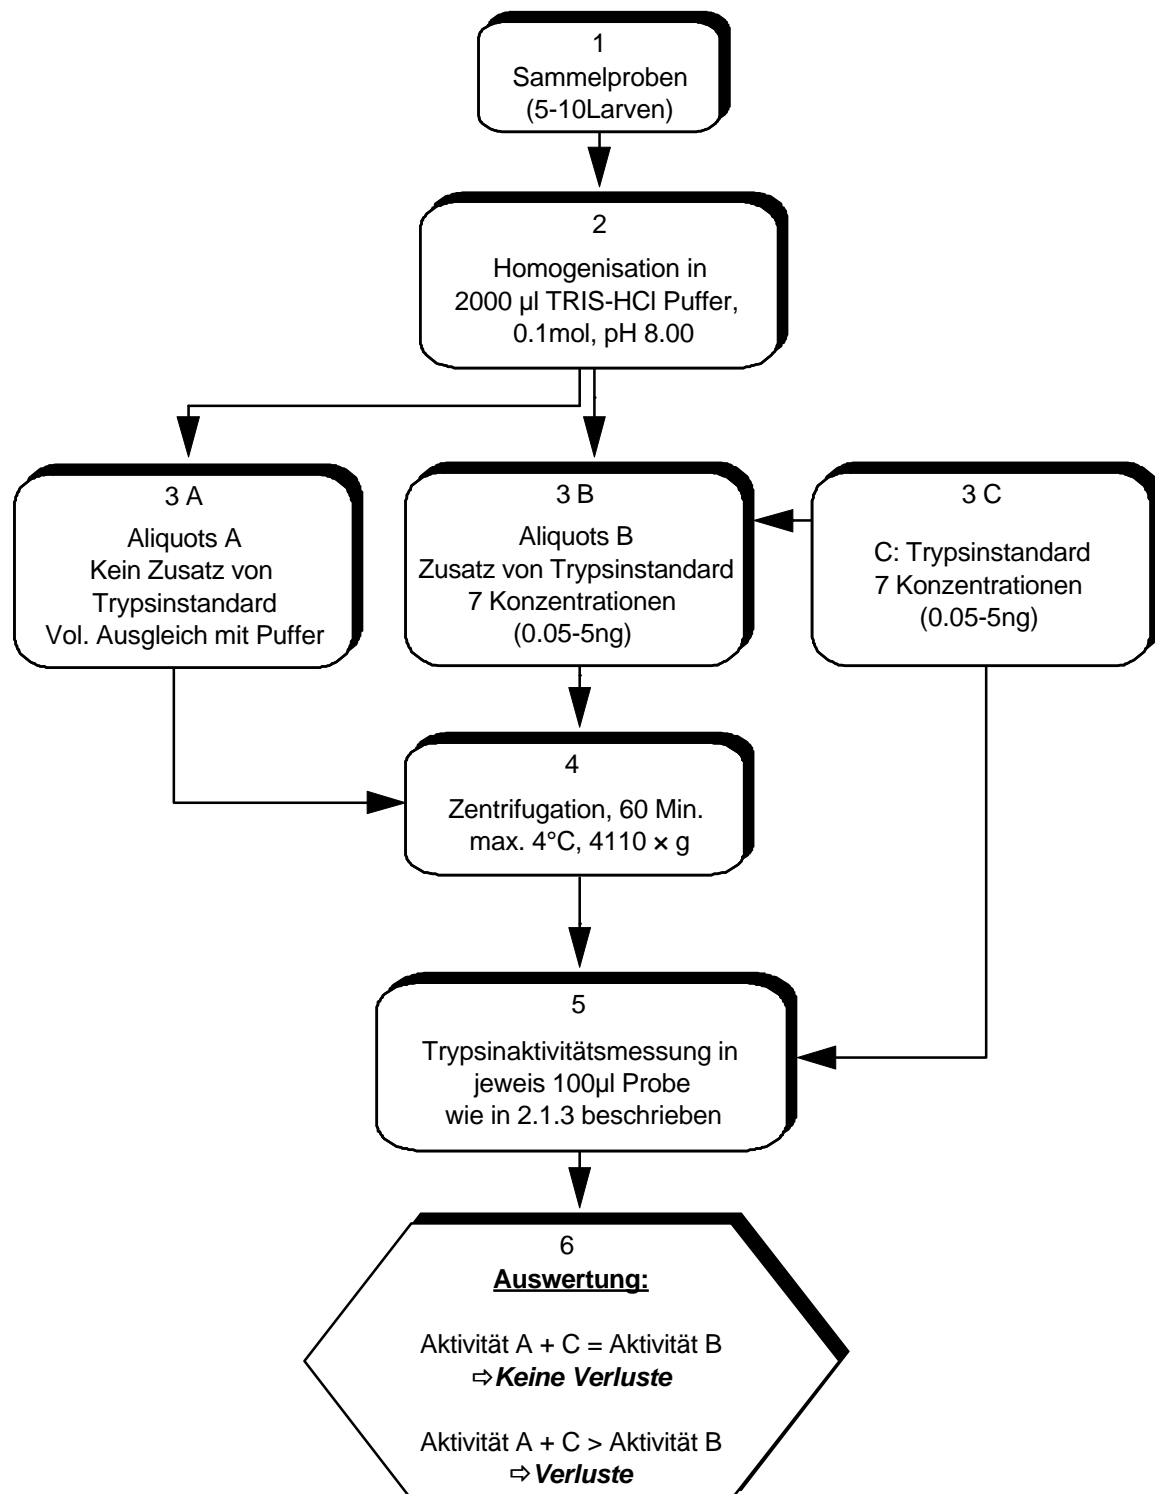 1
Sammelproben
(5-10Larven)
2
Homogenisation in
2000 µl TRIS-HCl Puffer,
0.1mol, pH 8.00
3 A
Aliquots A
Kein Zusatz von
Trypsinstandard
Vol. Ausgleich mit Puffer
3 B
Aliquots B
Zusatz von Trypsinstandard
7 Konzentrationen
(0.05-5ng)
3 C
C: Trypsinstandard
7 Konzentrationen
(0.05-5ng)
4
Zentrifugation, 60 Min.
max. 4°C, 4110 × g
5
Trypsinaktivitätsmessung in
jeweis 100µl Probe
wie in 2.1.3 beschrieben
6
Auswertung:
Aktivität A + C = Aktivität B
⇨ Keine Verluste
Aktivität A + C > Aktivität B
⇨ Verluste